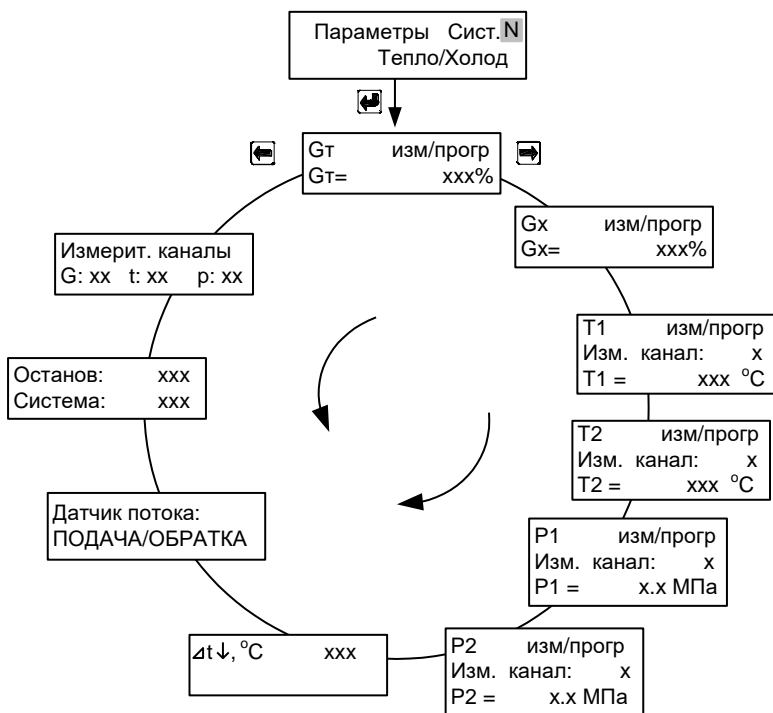 Параметры Сист. N
Тепло/Холод
Gт изм/прогр
Gт= xxx%
Gx изм/прогр
Gx= xxx%
T1 изм/прогр
Изм. канал: x
T1 = xxx °C
T2 изм/прогр
Изм. канал: x
T2 = xxx °C
P1 изм/прогр
Изм. канал: x
P1 = x.x МПа
P2 изм/прогр
Изм. канал: x
P2 = x.x МПа
⊿t↓, °C xxx
Датчик потока:
ПОДАЧА/ОБРАТКА
Останов: xxx
Система: xxx
Измерит. каналы
G: xx t: xx p: xx